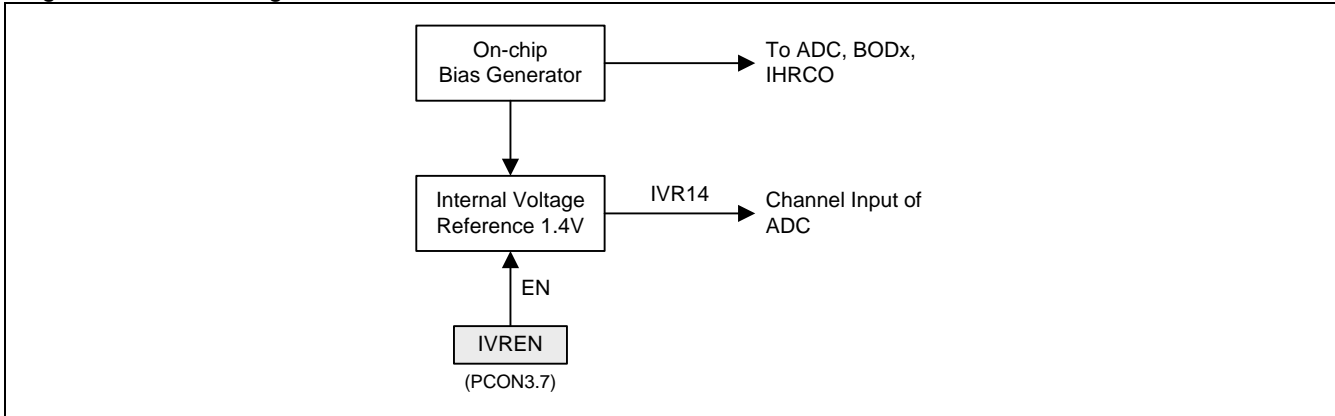 On-chip
Bias Generator
To ADC, BODx,
IHRCO
Internal Voltage
Reference 1.4V
IVR14
Channel Input of
ADC
EN
IVREN
(PCON3.7)